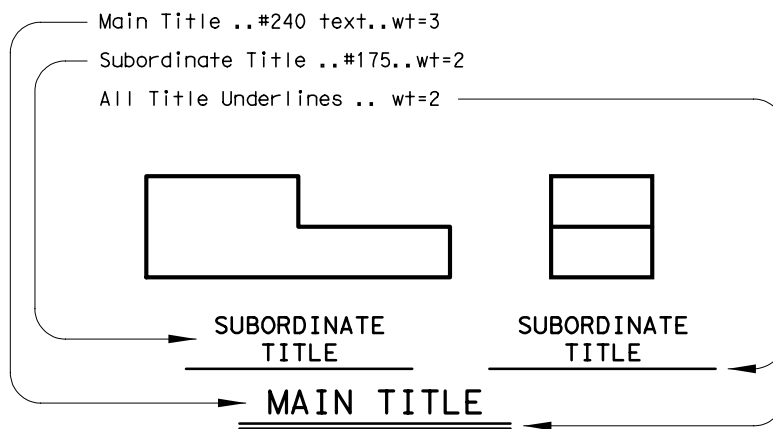 Main Title ..#240 text..wt=3
Subordinate Title ..#175..wt=2
All Title Underlines .. wt=2
SUBORDINATE
TITLE
SUBORDINATE
TITLE
MAIN TITLE